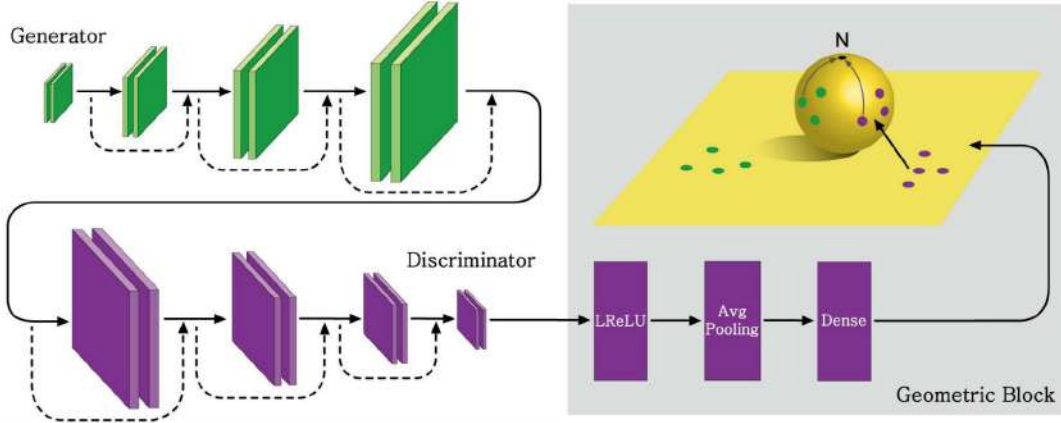 Generator
N
Discriminator
LReLU
Avg
Pooling
Dense
Geometric Block